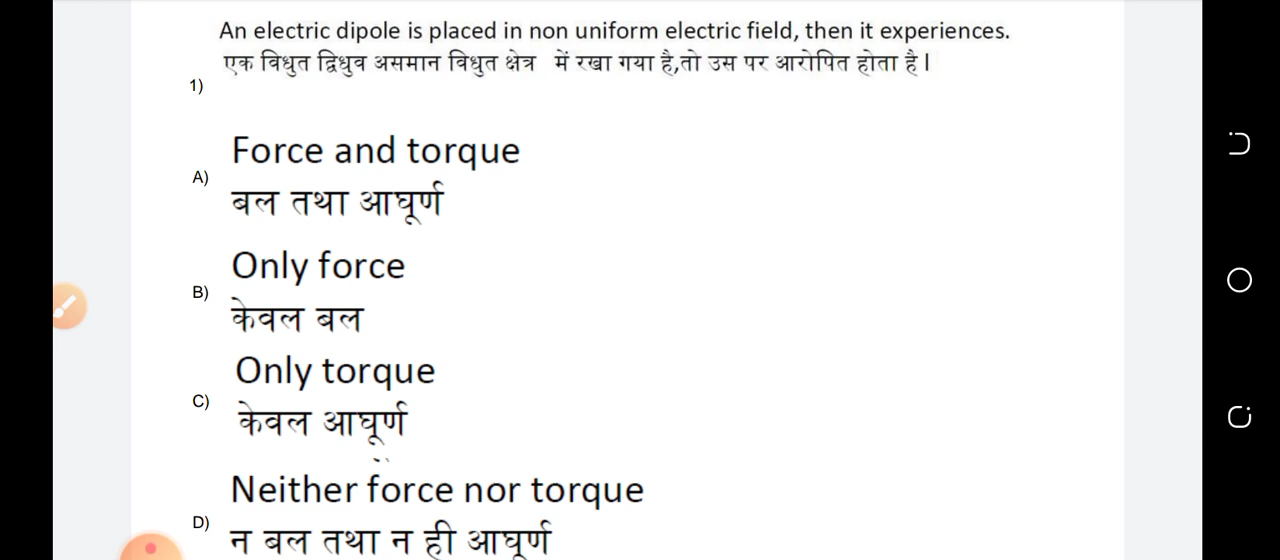 An electric dipole is placed in non uniform electric field, then it experiences.
एक विधुत द्विधुव असमान विधुत क्षेत्र में रखा गया है,तो उस पर आरोपित होता है।
1)
Force and torque
A)
बल तथा आघूर्ण
Only force
B)
केवल बल
Only torque
C)
केवल आघूर्ण
Neither force nor torque
D)
न बल तथा न ही आघूर्ण